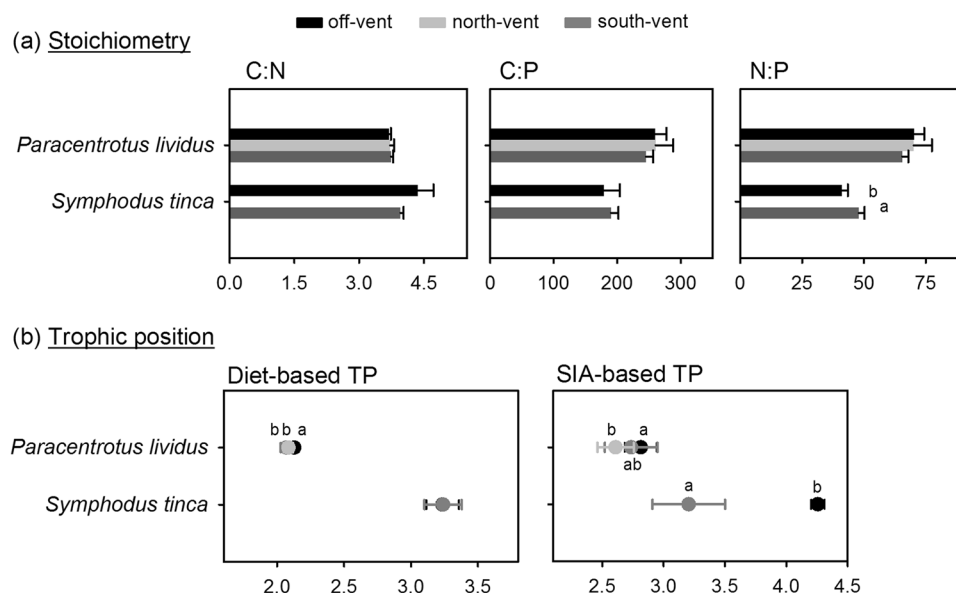 off-vent north-vent south-vent
(a) Stoichiometry
C:N C:P N:P
Paracentrotus lividus
Symphodus tinca b
a
0.0 1.5 3.0 4.5 0 100 200 300 0 25 50 75
(b) Trophic position
Diet-based TP SIA-based TP
b b a b a
Paracentrotus lividus
ab
a b
Symphodus tinca
2.0 2.5 3.0 3.5 2.5 3.0 3.5 4.0 4.5